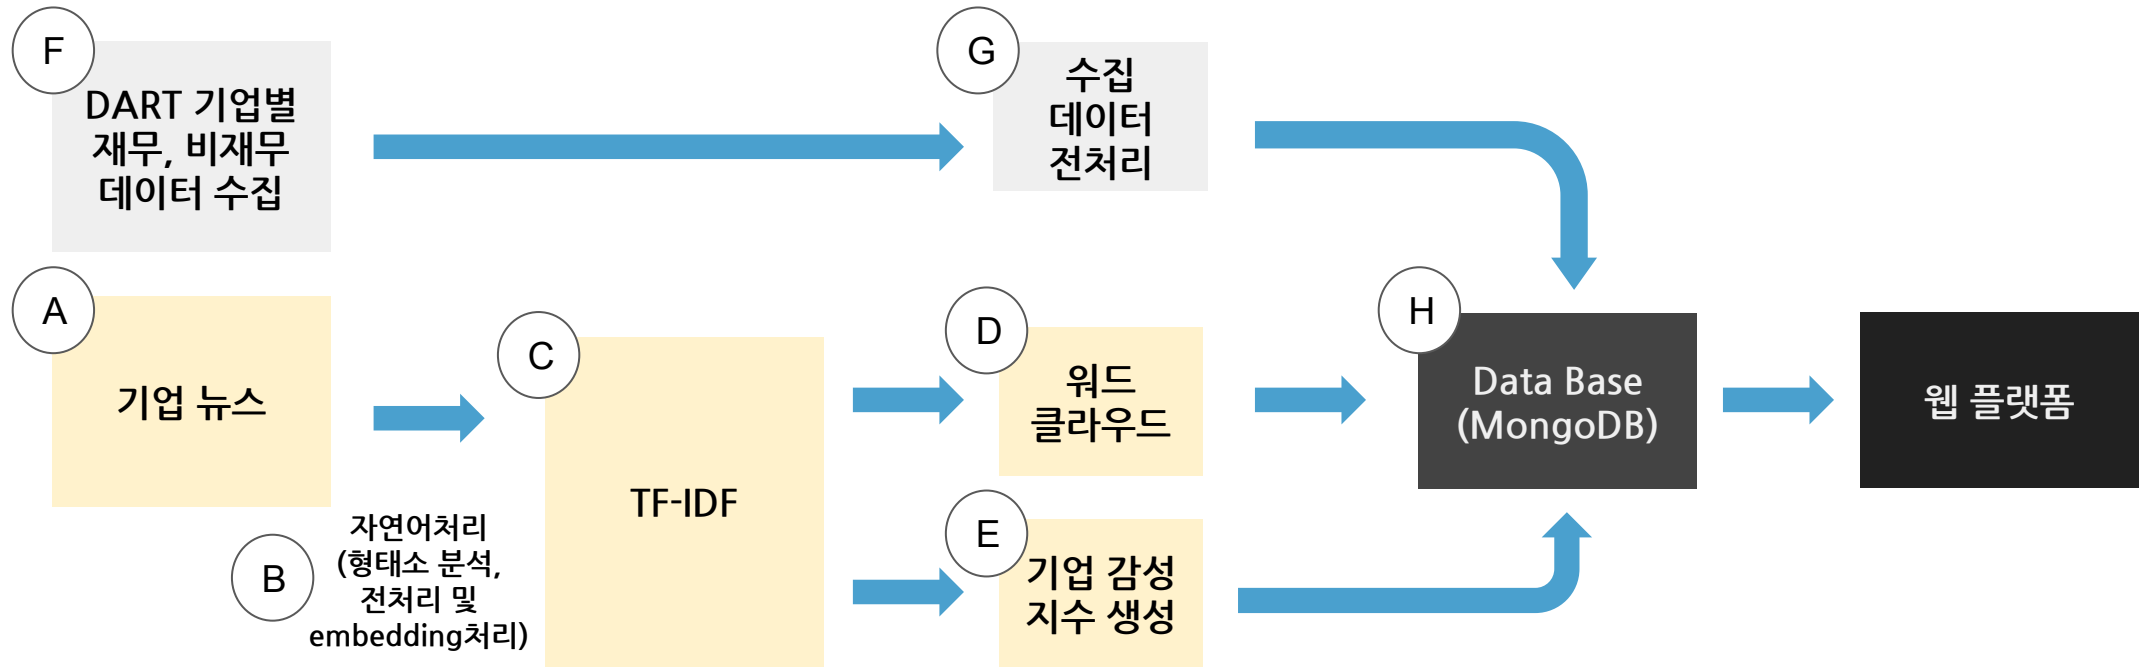 F
DART 기업별
재무, 비재무
데이터 수집
G
수집
데이터
전처리
A
기업 뉴스
B
자연어처리
(형태소 분석,
전처리 및
embedding처리)
C
TF-IDF
D
워드
클라우드
E
기업 감성
지수 생성
H
Data Base
(MongoDB)
웹 플랫폼